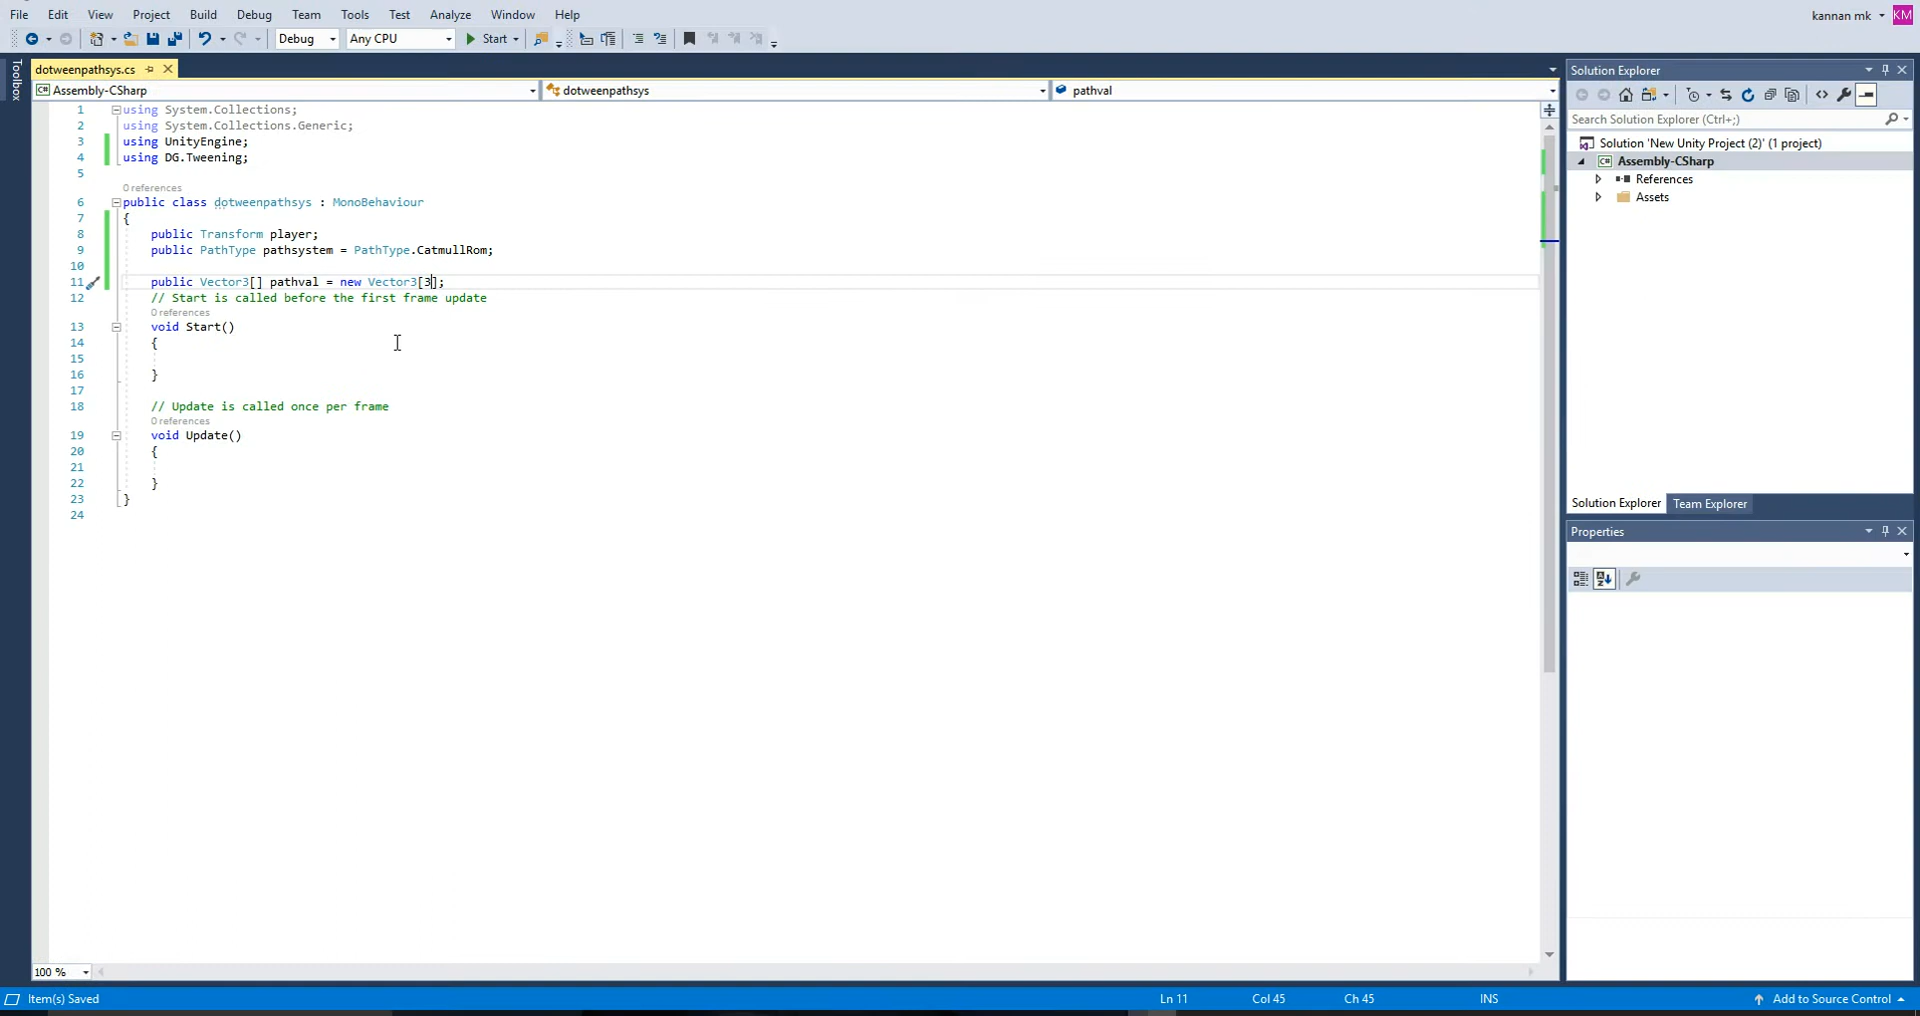 File Edit View Project Build Debug Team Tools Test Analyze Window Help
kannan mk KM
Debug Any CPU Start
Toolbox
dotweenpathsys.cs
Assembly-CSharp dotweenpathsys pathval
1 using System.Collections;
2 using System.Collections.Generic;
3 using UnityEngine;
4 using DG.Tweening;
5
0 references
6 public class dotweenpathsys : MonoBehaviour
7 {
8 public Transform player;
9 public PathType pathsystem = PathType.CatmullRom;
10
11 public Vector3[] pathval = new Vector3[3];
12 // Start is called before the first frame update
0 references
13 void Start()
14 {
15
16 }
17
18 // Update is called once per frame
0 references
19 void Update()
20 {
21
22 }
23 }
24
100 %
Solution Explorer
Search Solution Explorer (Ctrl+;)
Solution 'New Unity Project (2)' (1 project)
C# Assembly-CSharp
References
Assets
Solution Explorer Team Explorer
Properties
Item(s) Saved Ln 11 Col 45 Ch 45 INS Add to Source Control